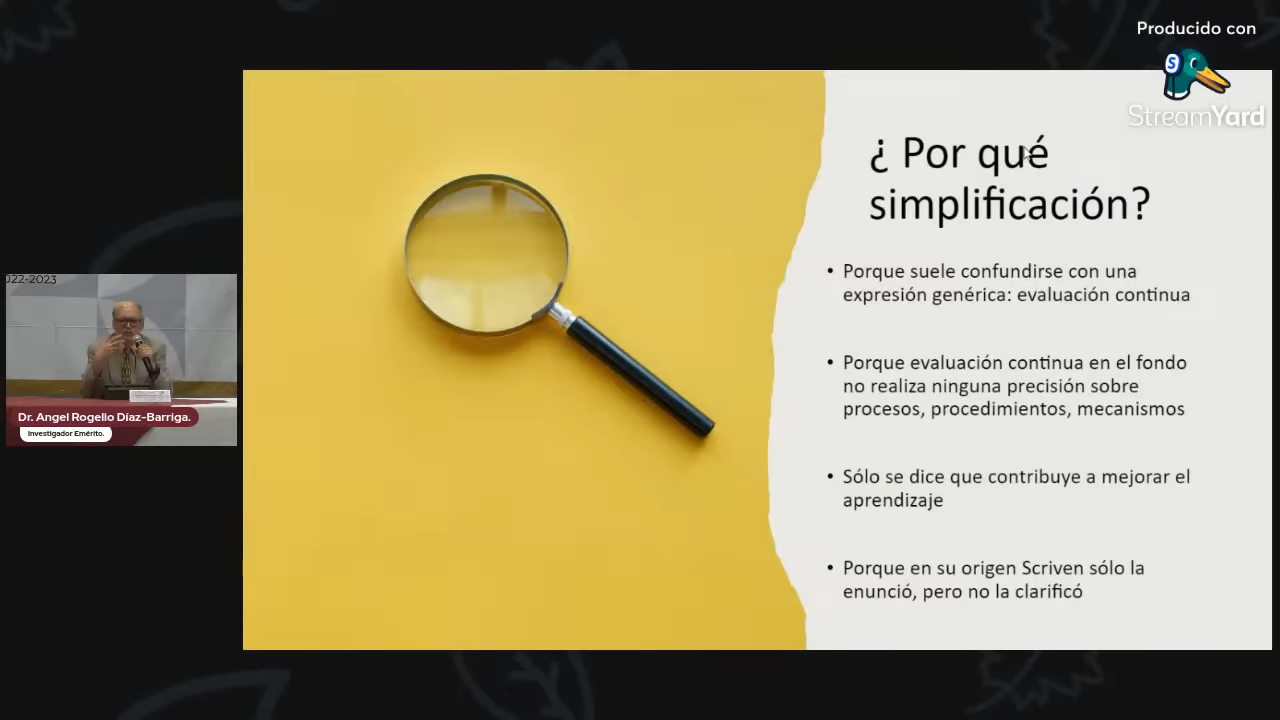 Producido con
StreamYard
¿ Por qué
simplificación?
• Porque suele confundirse con una
expresión genérica: evaluación continua
• Porque evaluación continua en el fondo
no realiza ninguna precisión sobre
procesos, procedimientos, mecanismos
• Sólo se dice que contribuye a mejorar el
aprendizaje
• Porque en su origen Scriven sólo la
enunció, pero no la clarificó
022-2023
Dr. Angel Rogelio Díaz-Barriga.
Investigador Emérito.